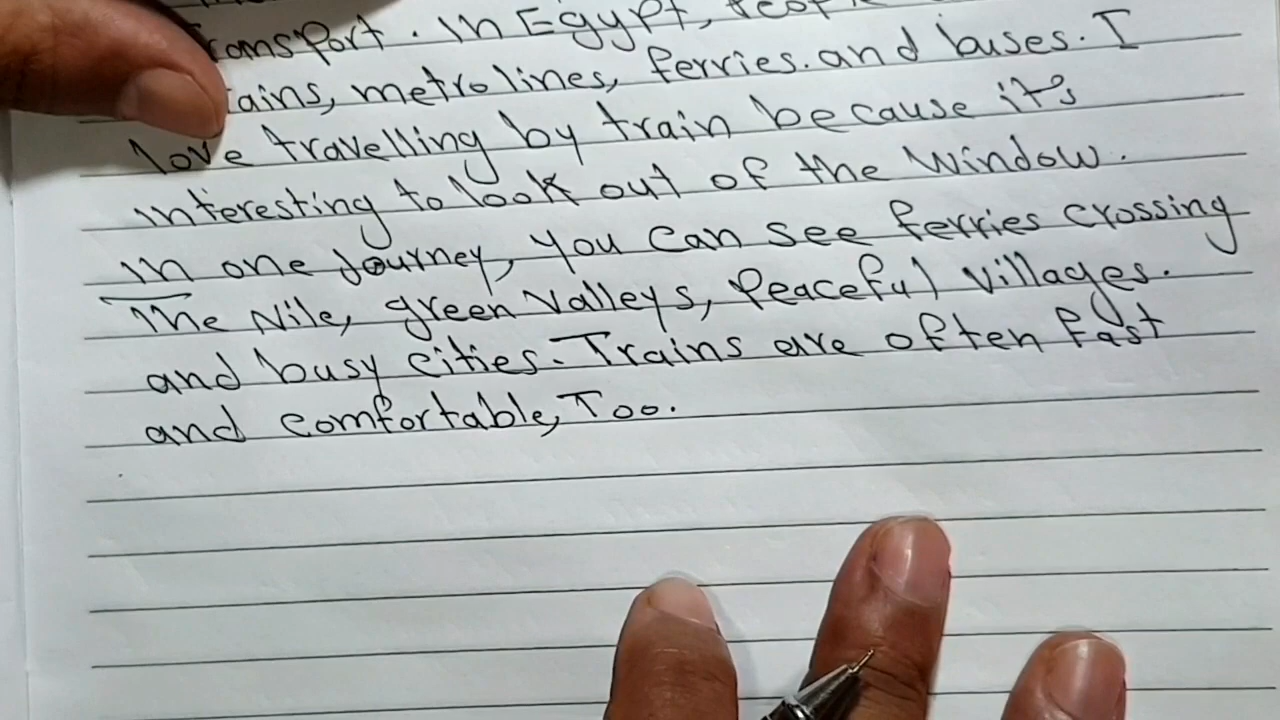 transport. In Egypt,
metro lines, ferries. and buses. I
love travelling by train because it's
interesting to look out of the window.
in one journey, you can see ferries crossing
The Nile, green valleys, Peaceful villages.
and busy cities. Trains are often fast
and comfortable, Too.